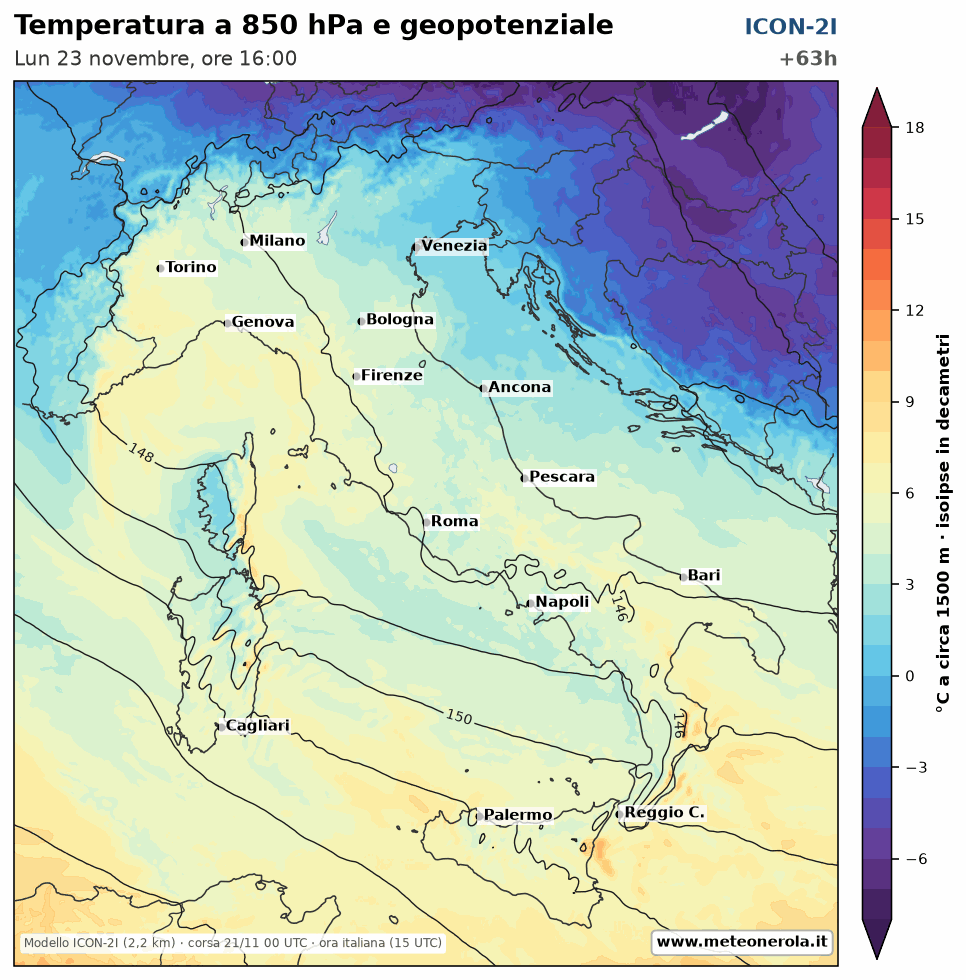 Temperatura a 850 hPa e geopotenziale
ICON-2I
Lun 23 novembre, ore 16:00
+63h
18
15
12
9
6
3
0
−3
−6
°C a circa 1500 m · isoipse in decametri
Milano
Venezia
Torino
Genova
Bologna
Firenze
Ancona
148
Pescara
Roma
Bari
Napoli
146
150
146
Cagliari
Palermo
Reggio C.
Modello ICON-2I (2,2 km) · corsa 21/11 00 UTC · ora italiana (15 UTC)
www.meteonerola.it